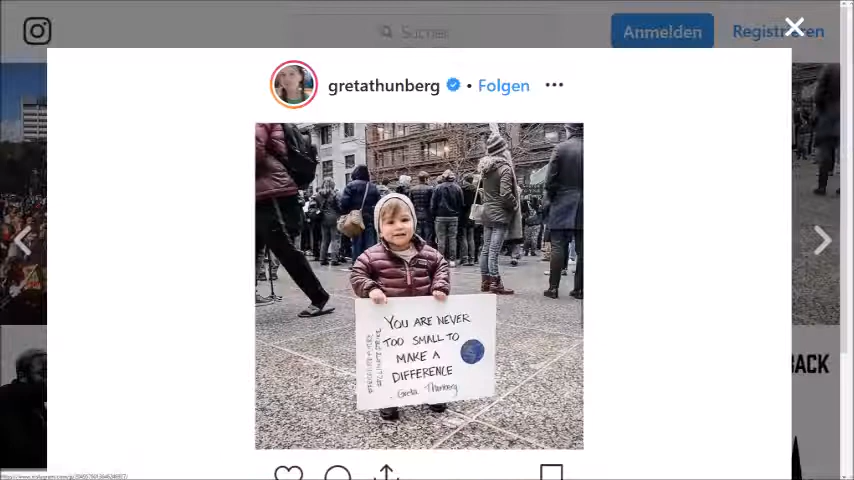 Suchen
Anmelden
Registrieren
gretathunberg • Folgen •••
YOU ARE NEVER
TOO SMALL TO
MAKE A
DIFFERENCE
- Greta Thunberg
BACK